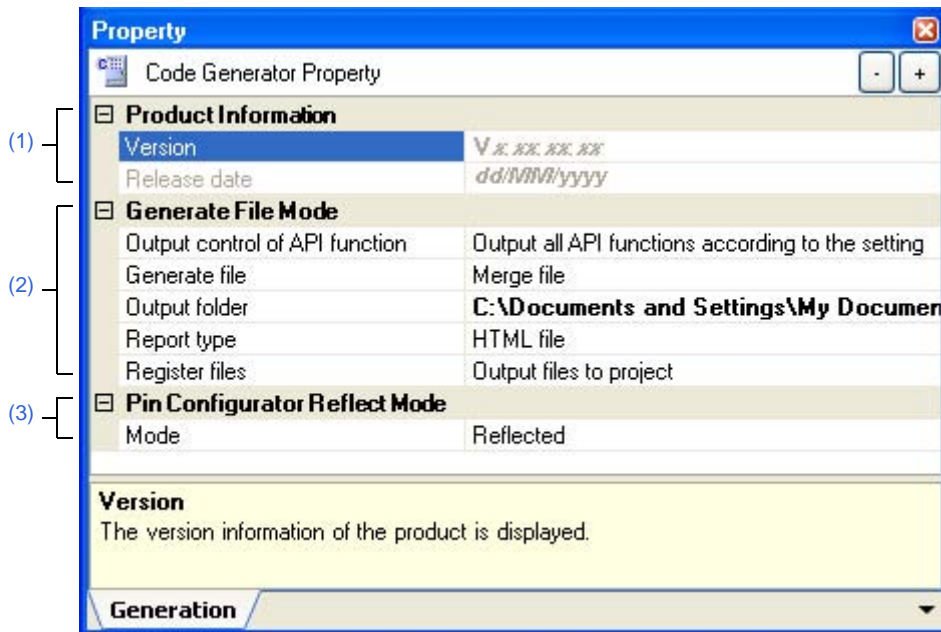 Property
Code Generator Property
- +
(1)
Product Information
Version V x.xx.xx.xx
Release date dd/MM/yyyy
(2)
Generate File Mode
Output control of API function Output all API functions according to the setting
Generate file Merge file
Output folder C:\Documents and Settings\My Documen
Report type HTML file
Register files Output files to project
(3)
Pin Configurator Reflect Mode
Mode Reflected
Version
The version information of the product is displayed.
Generation